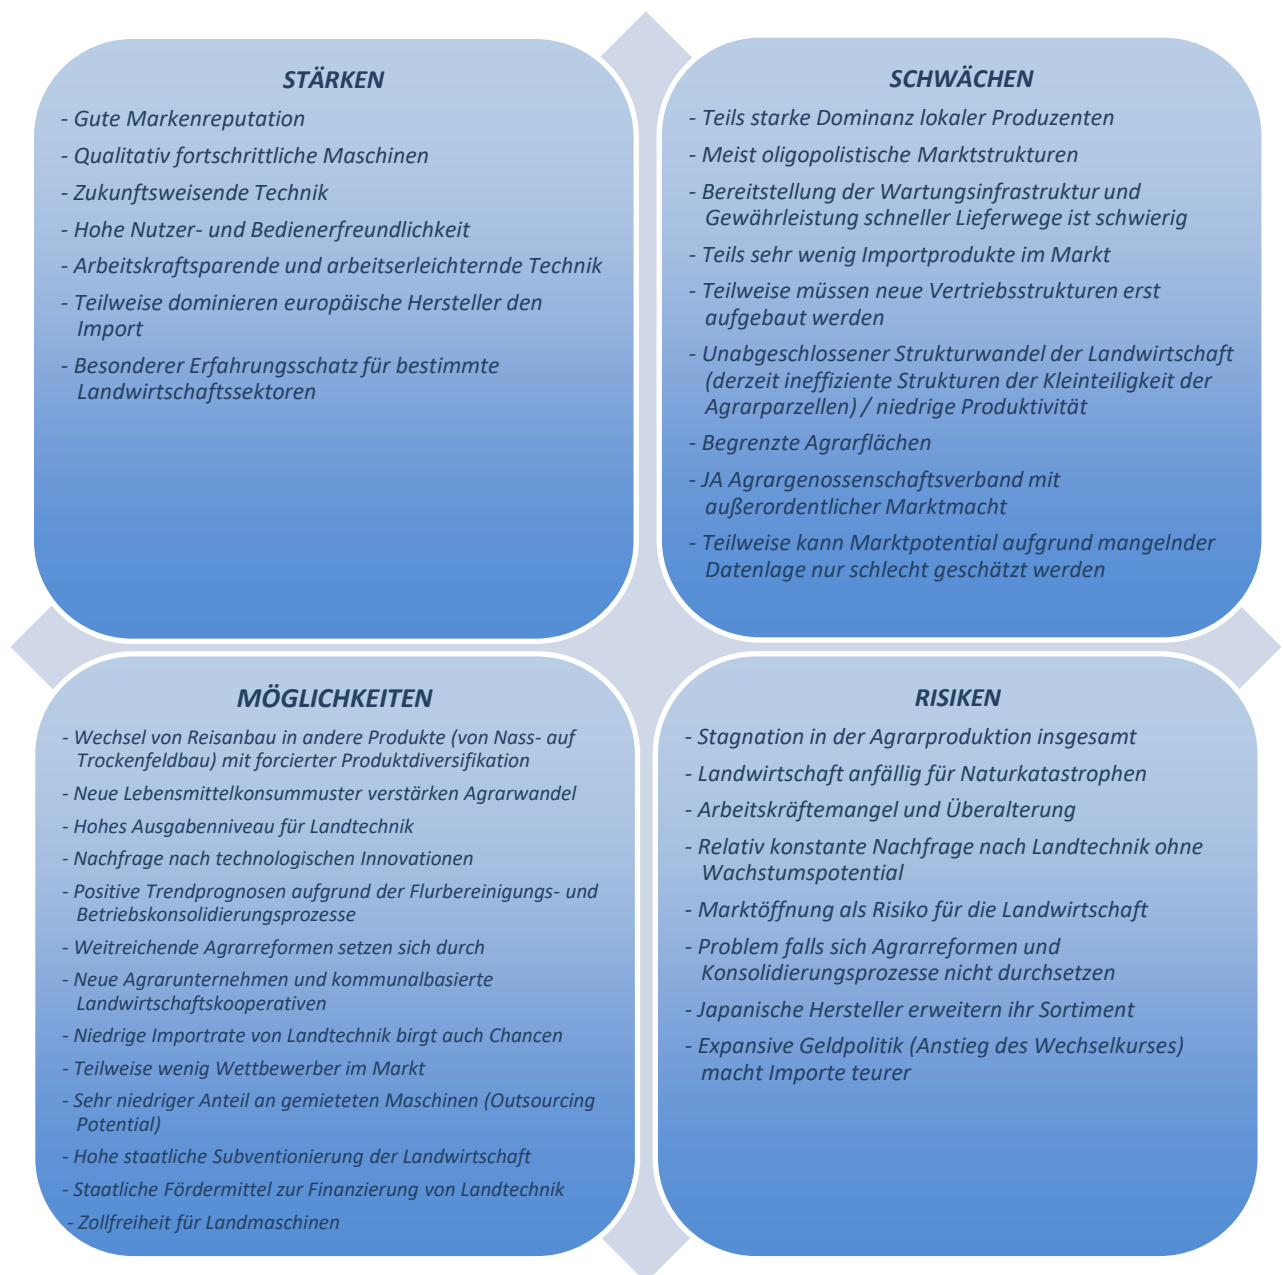 STÄRKEN
- Gute Markenreputation
- Qualitativ fortschrittliche Maschinen
- Zukunftsweisende Technik
- Hohe Nutzer- und Bedienerfreundlichkeit
- Arbeitskraftsparende und arbeitserleichternde Technik
- Teilweise dominieren europäische Hersteller den
Import
- Besonderer Erfahrungsschatz für bestimmte
Landwirtschaftssektoren
SCHWÄCHEN
- Teils starke Dominanz lokaler Produzenten
- Meist oligopolistische Marktstrukturen
- Bereitstellung der Wartungsinfrastruktur und
Gewährleistung schneller Lieferwege ist schwierig
- Teils sehr wenig Importprodukte im Markt
- Teilweise müssen neue Vertriebsstrukturen erst
aufgebaut werden
- Unabgeschlossener Strukturwandel der Landwirtschaft
(derzeit ineffiziente Strukturen der Kleinteiligkeit der
Agrarparzellen) / niedrige Produktivität
- Begrenzte Agrarflächen
- JA Agrargenossenschaftsverband mit
außerordentlicher Marktmacht
- Teilweise kann Marktpotential aufgrund mangelnder
Datenlage nur schlecht geschätzt werden
MÖGLICHKEITEN
- Wechsel von Reisanbau in andere Produkte (von Nass- auf
Trockenfeldbau) mit forcierter Produktdiversifikation
- Neue Lebensmittelkonsummuster verstärken Agrarwandel
- Hohes Ausgabenniveau für Landtechnik
- Nachfrage nach technologischen Innovationen
- Positive Trendprognosen aufgrund der Flurbereinigungs- und
Betriebskonsolidierungsprozesse
- Weitreichende Agrarreformen setzen sich durch
- Neue Agrarunternehmen und kommunalbasierte
Landwirtschaftskooperativen
- Niedrige Importrate von Landtechnik birgt auch Chancen
- Teilweise wenig Wettbewerber im Markt
- Sehr niedriger Anteil an gemieteten Maschinen (Outsourcing
Potential)
- Hohe staatliche Subventionierung der Landwirtschaft
- Staatliche Fördermittel zur Finanzierung von Landtechnik
- Zollfreiheit für Landmaschinen
RISIKEN
- Stagnation in der Agrarproduktion insgesamt
- Landwirtschaft anfällig für Naturkatastrophen
- Arbeitskräftemangel und Überalterung
- Relativ konstante Nachfrage nach Landtechnik ohne
Wachstumspotential
- Marktöffnung als Risiko für die Landwirtschaft
- Problem falls sich Agrarreformen und
Konsolidierungsprozesse nicht durchsetzen
- Japanische Hersteller erweitern ihr Sortiment
- Expansive Geldpolitik (Anstieg des Wechselkurses)
macht Importe teurer